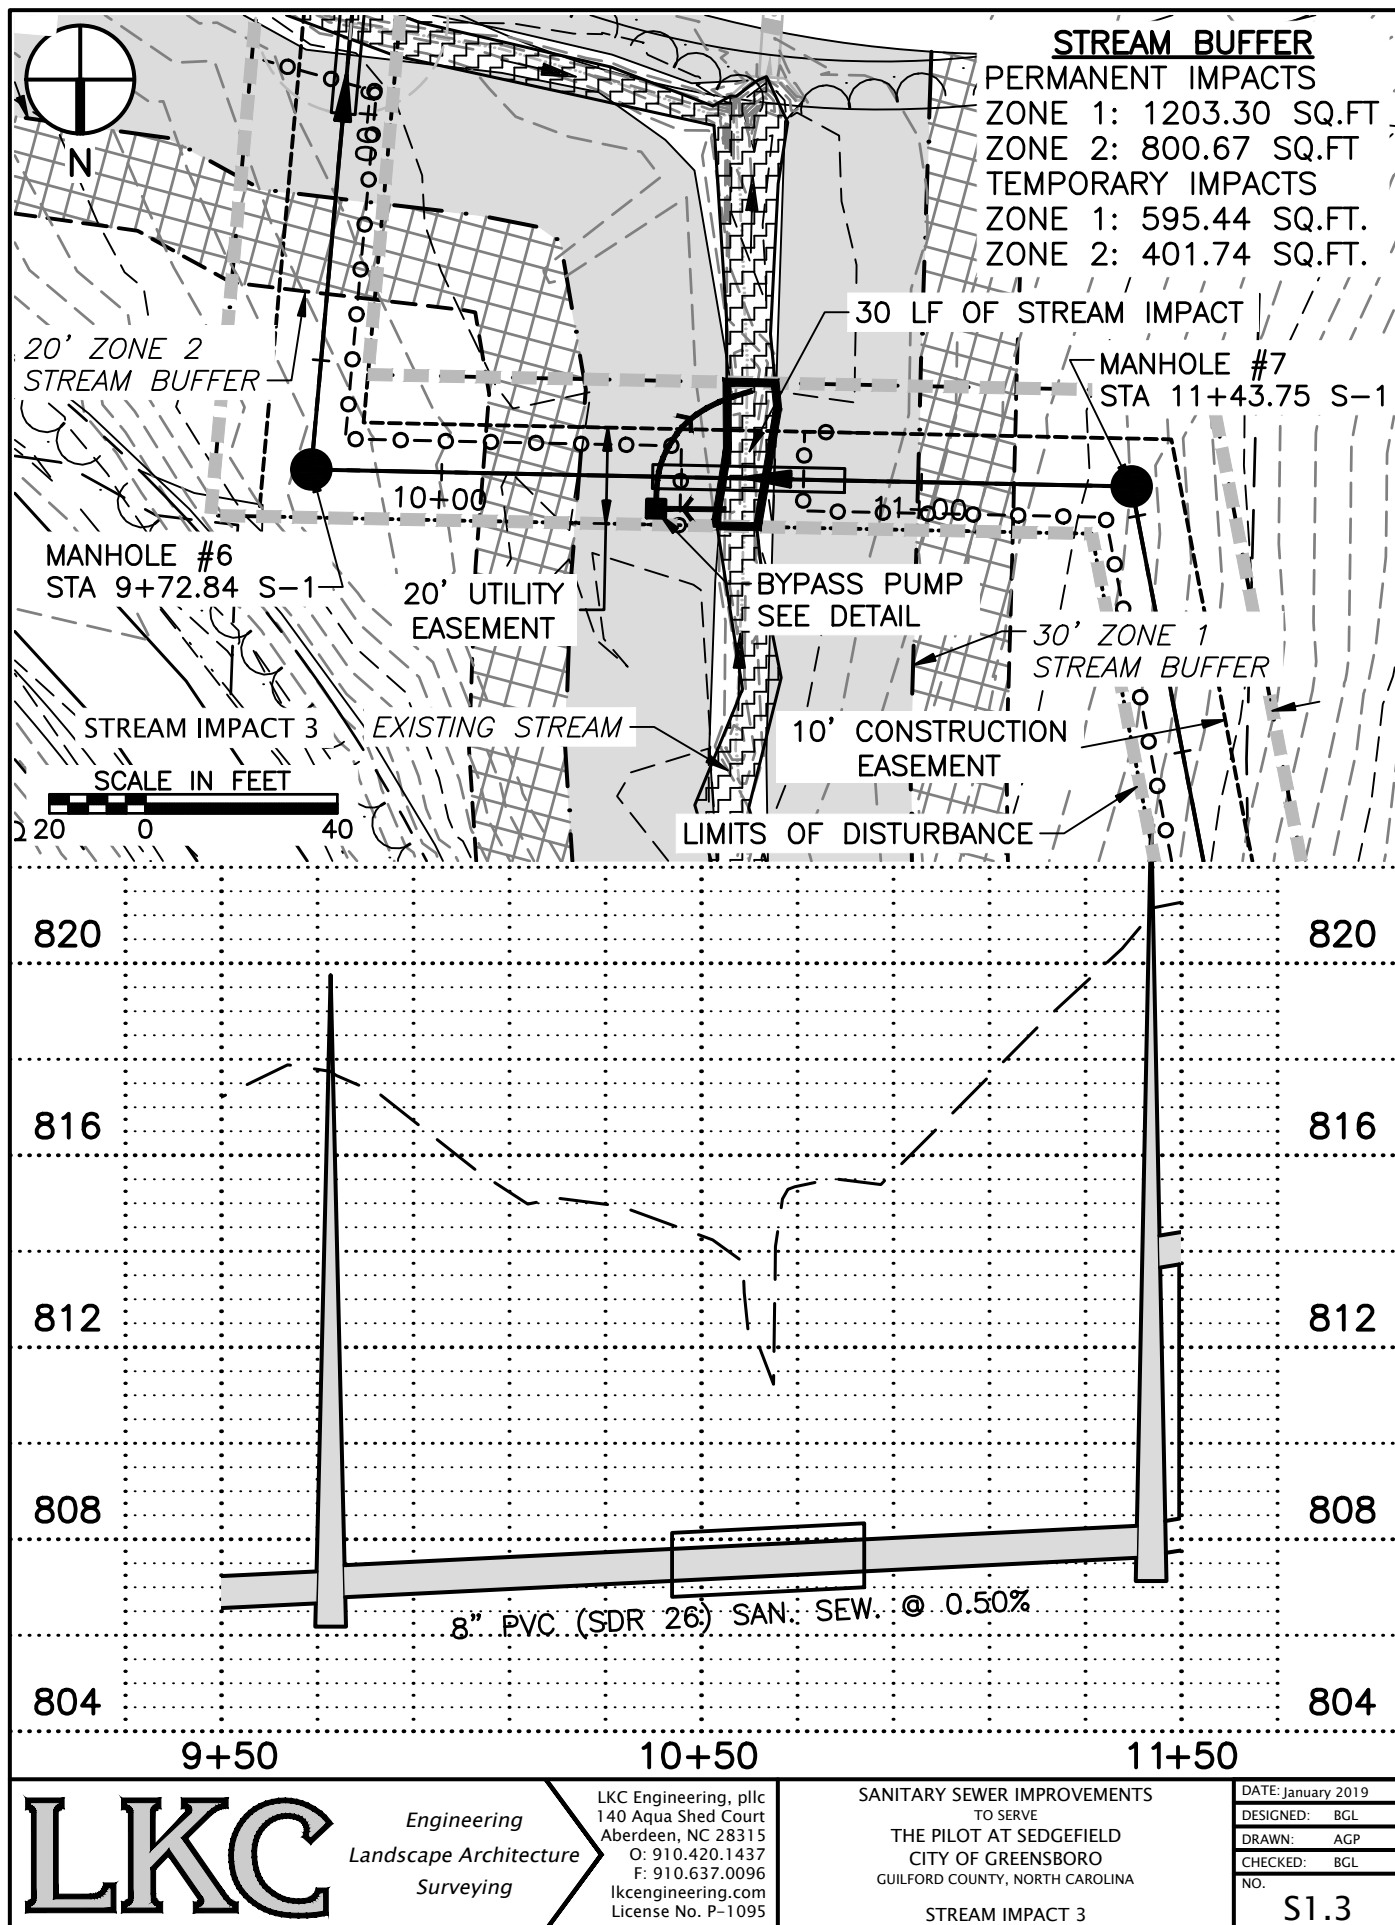 STREAM BUFFER
PERMANENT IMPACTS
ZONE 1: 1203.30 SQ.FT
ZONE 2: 800.67 SQ.FT
TEMPORARY IMPACTS
ZONE 1: 595.44 SQ.FT.
ZONE 2: 401.74 SQ.FT.
N
9+00
30 LF OF STREAM IMPACT
20' ZONE 2
STREAM BUFFER
MANHOLE #7
STA 11+43.75 S-1
10+00
11+00
MANHOLE #6
STA 9+72.84 S-1
20' UTILITY
EASEMENT
BYPASS PUMP
SEE DETAIL
30' ZONE 1
STREAM BUFFER
STREAM IMPACT 3
EXISTING STREAM
10' CONSTRUCTION
EASEMENT
SCALE IN FEET
20 0 40
LIMITS OF DISTURBANCE
820 820
816 816
812 812
808 808
8" PVC (SDR 26) SAN. SEW. @ 0.50%
804 804
9+50 10+50 11+50
LKC
Engineering
Landscape Architecture
Surveying
LKC Engineering, pllc
140 Aqua Shed Court
Aberdeen, NC 28315
O: 910.420.1437
F: 910.637.0096
lkcengineering.com
License No. P-1095
SANITARY SEWER IMPROVEMENTS
TO SERVE
THE PILOT AT SEDGEFIELD
CITY OF GREENSBORO
GUILFORD COUNTY, NORTH CAROLINA
STREAM IMPACT 3
DATE: January 2019
DESIGNED: BGL
DRAWN: AGP
CHECKED: BGL
NO.
S1.3